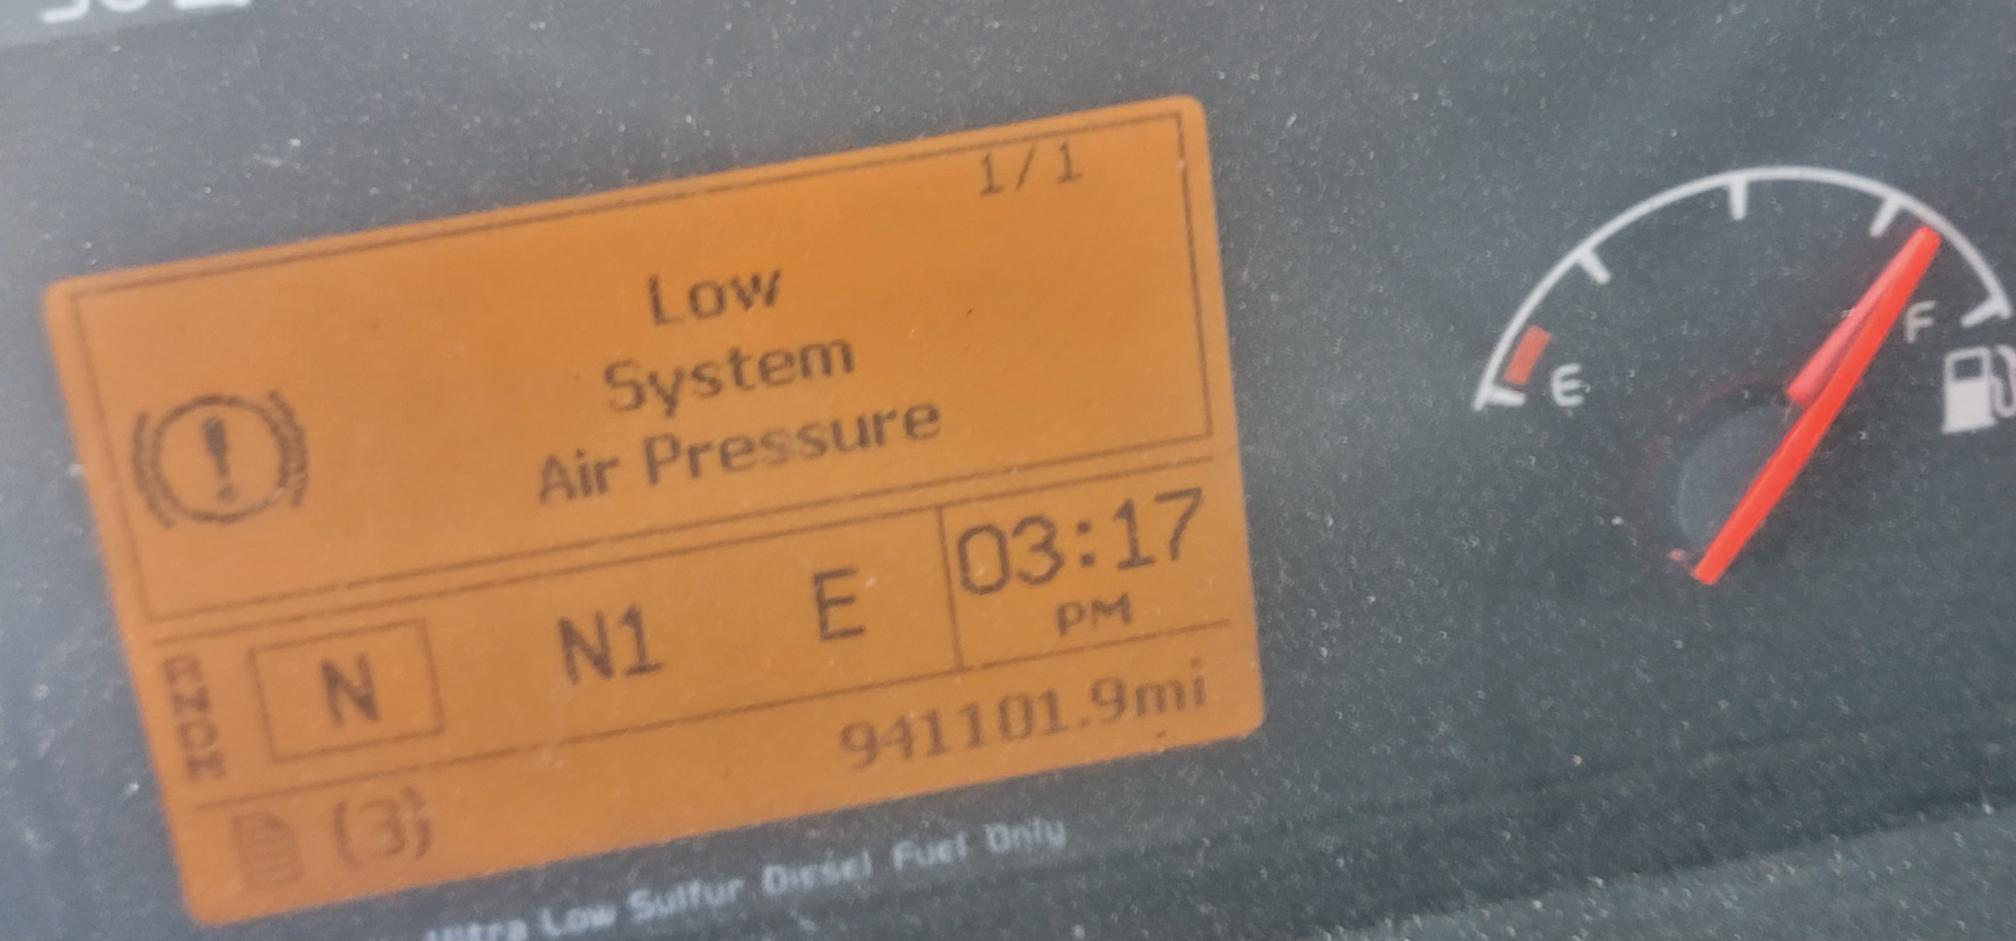 1/1
Low
System
Air Pressure
N N1 E 03:17
PM
R
N
D
M
941101.9mi
(3)
Ultra Low Sulfur Diesel Fuel Only
E
F